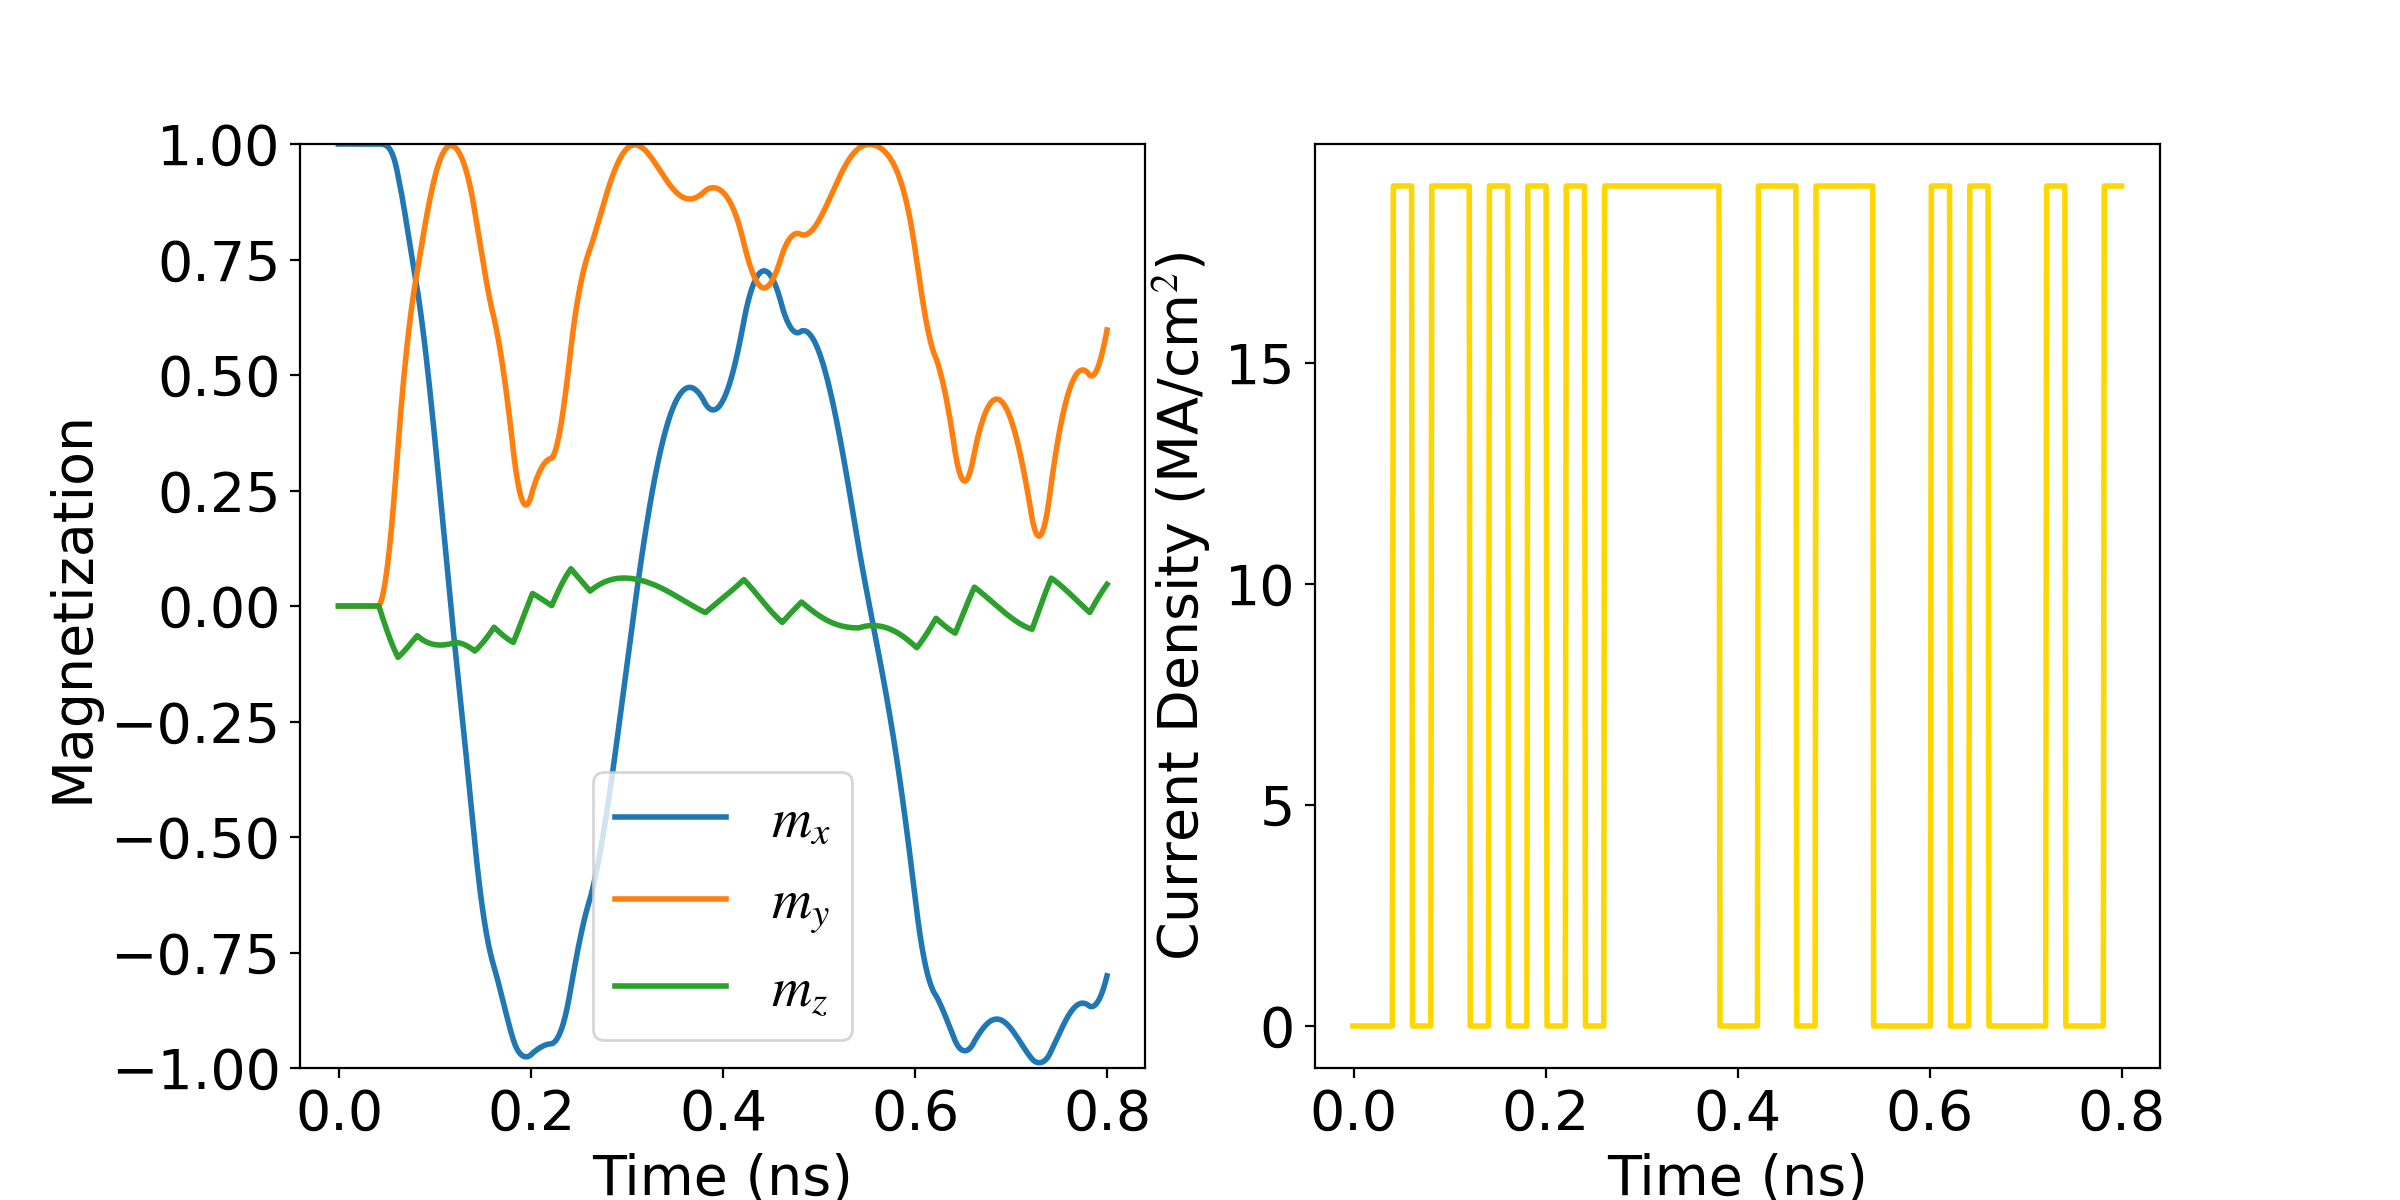 1.00
0.75
0.50
0.25
0.00
−0.25
−0.50
−0.75
−1.00
Magnetization
0.0 0.2 0.4 0.6 0.8
Time (ns)
m_x
m_y
m_z
15
10
5
0
Current Density (MA/cm²)
0.0 0.2 0.4 0.6 0.8
Time (ns)